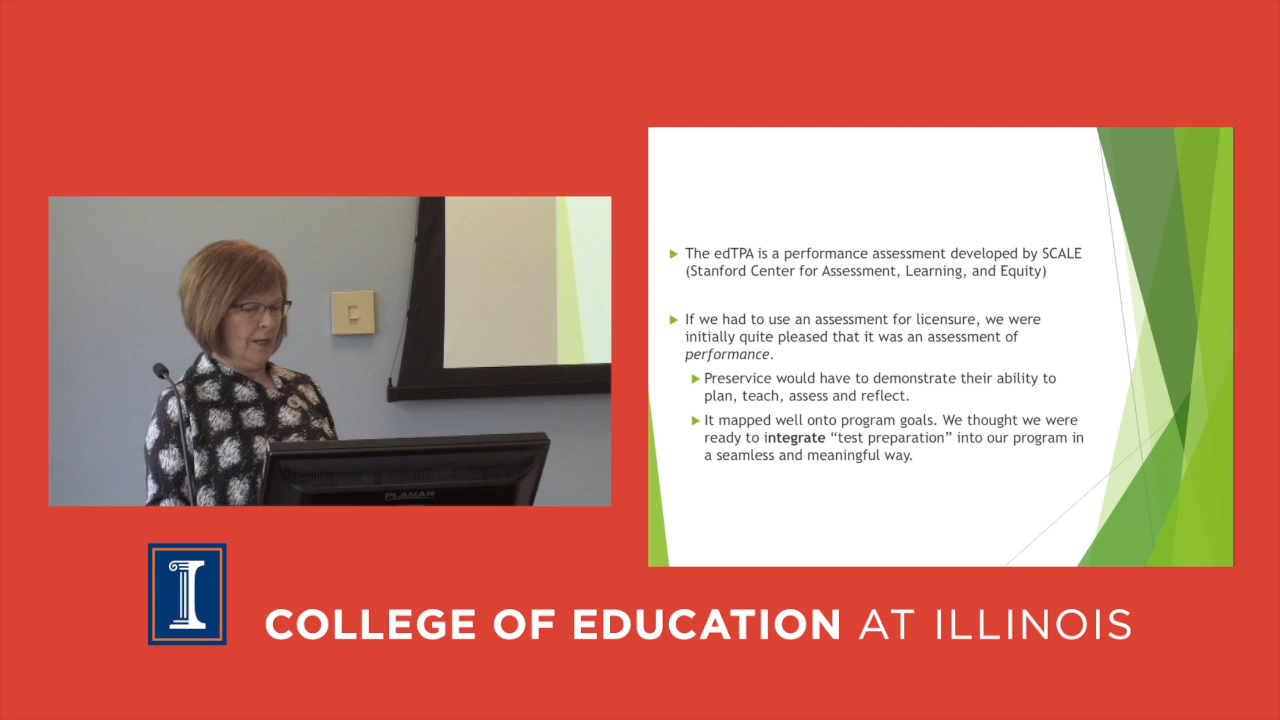 The edTPA is a performance assessment developed by SCALE
(Stanford Center for Assessment, Learning, and Equity)
If we had to use an assessment for licensure, we were
initially quite pleased that it was an assessment of
performance.
Preservice would have to demonstrate their ability to
plan, teach, assess and reflect.
It mapped well onto program goals. We thought we were
ready to integrate “test preparation” into our program in
a seamless and meaningful way.
PLANAR
I
COLLEGE OF EDUCATION AT ILLINOIS